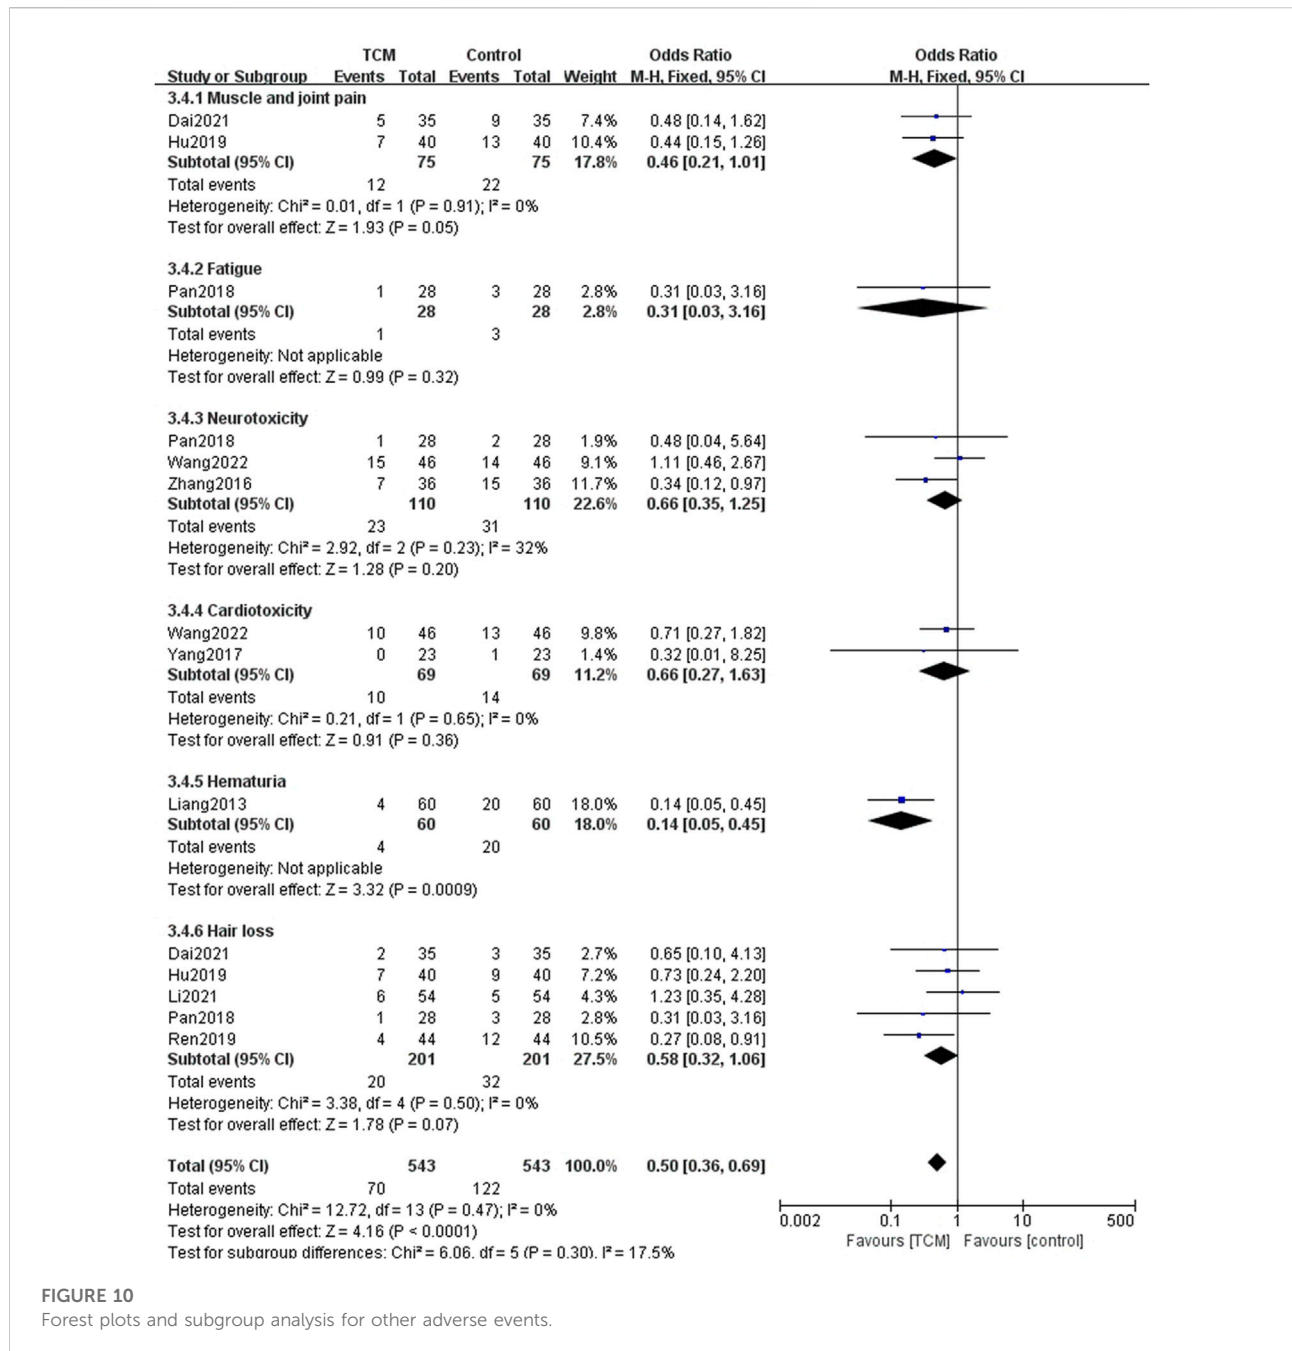 TCM Control Odds Ratio Odds Ratio
Study or Subgroup Events Total Events Total Weight M-H, Fixed, 95% CI M-H, Fixed, 95% CI
3.4.1 Muscle and joint pain
Dai2021 5 35 9 35 7.4% 0.48 [0.14, 1.62]
Hu2019 7 40 13 40 10.4% 0.44 [0.15, 1.26]
Subtotal (95% CI) 75 75 17.8% 0.46 [0.21, 1.01]
Total events 12 22
Heterogeneity: Chi² = 0.01, df = 1 (P = 0.91); I² = 0%
Test for overall effect: Z = 1.93 (P = 0.05)
3.4.2 Fatigue
Pan2018 1 28 3 28 2.8% 0.31 [0.03, 3.16]
Subtotal (95% CI) 28 28 2.8% 0.31 [0.03, 3.16]
Total events 1 3
Heterogeneity: Not applicable
Test for overall effect: Z = 0.99 (P = 0.32)
3.4.3 Neurotoxicity
Pan2018 1 28 2 28 1.9% 0.48 [0.04, 5.64]
Wang2022 15 46 14 46 9.1% 1.11 [0.46, 2.67]
Zhang2016 7 36 15 36 11.7% 0.34 [0.12, 0.97]
Subtotal (95% CI) 110 110 22.6% 0.66 [0.35, 1.25]
Total events 23 31
Heterogeneity: Chi² = 2.92, df = 2 (P = 0.23); I² = 32%
Test for overall effect: Z = 1.28 (P = 0.20)
3.4.4 Cardiotoxicity
Wang2022 10 46 13 46 9.8% 0.71 [0.27, 1.82]
Yang2017 0 23 1 23 1.4% 0.32 [0.01, 8.25]
Subtotal (95% CI) 69 69 11.2% 0.66 [0.27, 1.63]
Total events 10 14
Heterogeneity: Chi² = 0.21, df = 1 (P = 0.65); I² = 0%
Test for overall effect: Z = 0.91 (P = 0.36)
3.4.5 Hematuria
Liang2013 4 60 20 60 18.0% 0.14 [0.05, 0.45]
Subtotal (95% CI) 60 60 18.0% 0.14 [0.05, 0.45]
Total events 4 20
Heterogeneity: Not applicable
Test for overall effect: Z = 3.32 (P = 0.0009)
3.4.6 Hair loss
Dai2021 2 35 3 35 2.7% 0.65 [0.10, 4.13]
Hu2019 7 40 9 40 7.2% 0.73 [0.24, 2.20]
Li2021 6 54 5 54 4.3% 1.23 [0.35, 4.28]
Pan2018 1 28 3 28 2.8% 0.31 [0.03, 3.16]
Ren2019 4 44 12 44 10.5% 0.27 [0.08, 0.91]
Subtotal (95% CI) 201 201 27.5% 0.58 [0.32, 1.06]
Total events 20 32
Heterogeneity: Chi² = 3.38, df = 4 (P = 0.50); I² = 0%
Test for overall effect: Z = 1.78 (P = 0.07)
Total (95% CI) 543 543 100.0% 0.50 [0.36, 0.69]
Total events 70 122
Heterogeneity: Chi² = 12.72, df = 13 (P = 0.47); I² = 0%
Test for overall effect: Z = 4.16 (P < 0.0001)
Test for subgroup differences: Chi² = 6.06, df = 5 (P = 0.30), I² = 17.5%
0.002 0.1 1 10 500
Favours [TCM] Favours [control]
FIGURE 10
Forest plots and subgroup analysis for other adverse events.